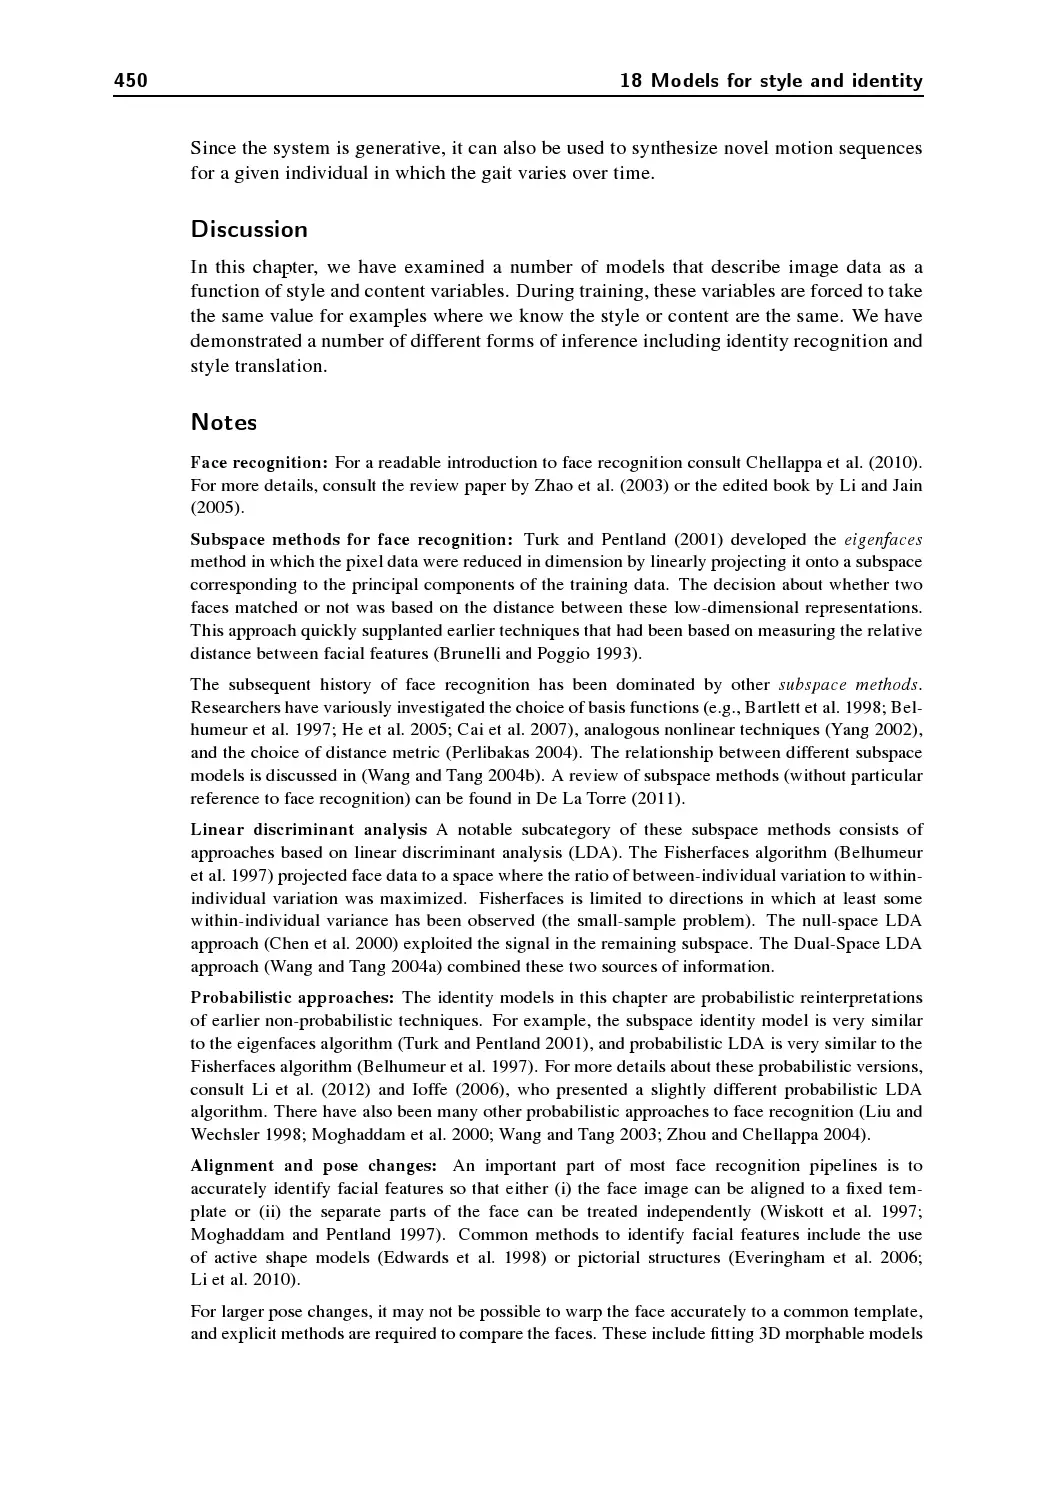 450 18 Models for style and identity
Since the system is generative, it can also be used to synthesize novel motion sequences
for a given individual in which the gait varies over time.
Discussion
In this chapter, we have examined a number of models that describe image data as a
function of style and content variables. During training, these variables are forced to take
the same value for examples where we know the style or content are the same. We have
demonstrated a number of different forms of inference including identity recognition and
style translation.
Notes
Face recognition: For a readable introduction to face recognition consult Chellappa et al. (2010).
For more details, consult the review paper by Zhao et al. (2003) or the edited book by Li and Jain
(2005).
Subspace methods for face recognition: Turk and Pentland (2001) developed the eigenfaces
method in which the pixel data were reduced in dimension by linearly projecting it onto a subspace
corresponding to the principal components of the training data. The decision about whether two
faces matched or not was based on the distance between these low-dimensional representations.
This approach quickly supplanted earlier techniques that had been based on measuring the relative
distance between facial features (Brunelli and Poggio 1993).
The subsequent history of face recognition has been dominated by other subspace methods.
Researchers have variously investigated the choice of basis functions (e.g., Bartlett et al. 1998; Bel-
humeur et al. 1997; He et al. 2005; Cai et al. 2007), analogous nonlinear techniques (Yang 2002),
and the choice of distance metric (Perlibakas 2004). The relationship between different subspace
models is discussed in (Wang and Tang 2004b). A review of subspace methods (without particular
reference to face recognition) can be found in De La Torre (2011).
Linear discriminant analysis A notable subcategory of these subspace methods consists of
approaches based on linear discriminant analysis (LDA). The Fisherfaces algorithm (Belhumeur
et al. 1997) projected face data to a space where the ratio of between-individual variation to within-
individual variation was maximized. Fisherfaces is limited to directions in which at least some
within-individual variance has been observed (the small-sample problem). The null-space LDA
approach (Chen et al. 2000) exploited the signal in the remaining subspace. The Dual-Space LDA
approach (Wang and Tang 2004a) combined these two sources of information.
Probabilistic approaches: The identity models in this chapter are probabilistic reinterpretations
of earlier non-probabilistic techniques. For example, the subspace identity model is very similar
to the eigenfaces algorithm (Turk and Pentland 2001), and probabilistic LDA is very similar to the
Fisherfaces algorithm (Belhumeur et al. 1997). For more details about these probabilistic versions,
consult Li et al. (2012) and Ioffe (2006), who presented a slightly different probabilistic LDA
algorithm. There have also been many other probabilistic approaches to face recognition (Liu and
Wechsler 1998; Moghaddam et al. 2000; Wang and Tang 2003; Zhou and Chellappa 2004).
Alignment and pose changes: An important part of most face recognition pipelines is to
accurately identify facial features so that either (i) the face image can be aligned to a fixed tem-
plate or (ii) the separate parts of the face can be treated independently (Wiskott et al. 1997;
Moghaddam and Pentland 1997). Common methods to identify facial features include the use
of active shape models (Edwards et al. 1998) or pictorial structures (Everingham et al. 2006;
Li et al. 2010).
For larger pose changes, it may not be possible to warp the face accurately to a common template,
and explicit methods are required to compare the faces. These include fitting 3D morphable models